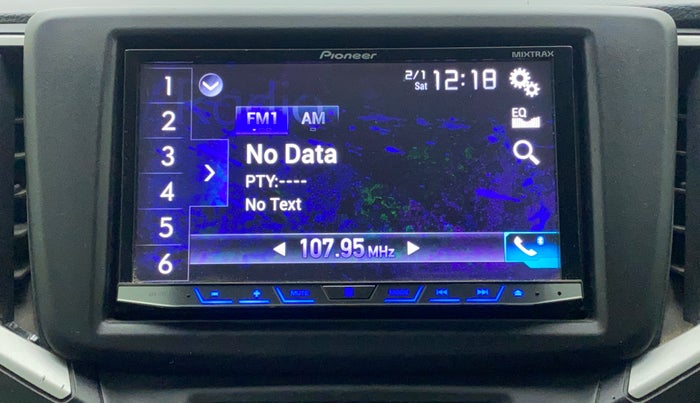 Pioneer
MIXTRAX
1
2
3
4
5
6
2/1
Sat
12:18
EQ
FM1
AM
No Data
PTY:----
No Text
107.95 MHz
MUTE
MODE